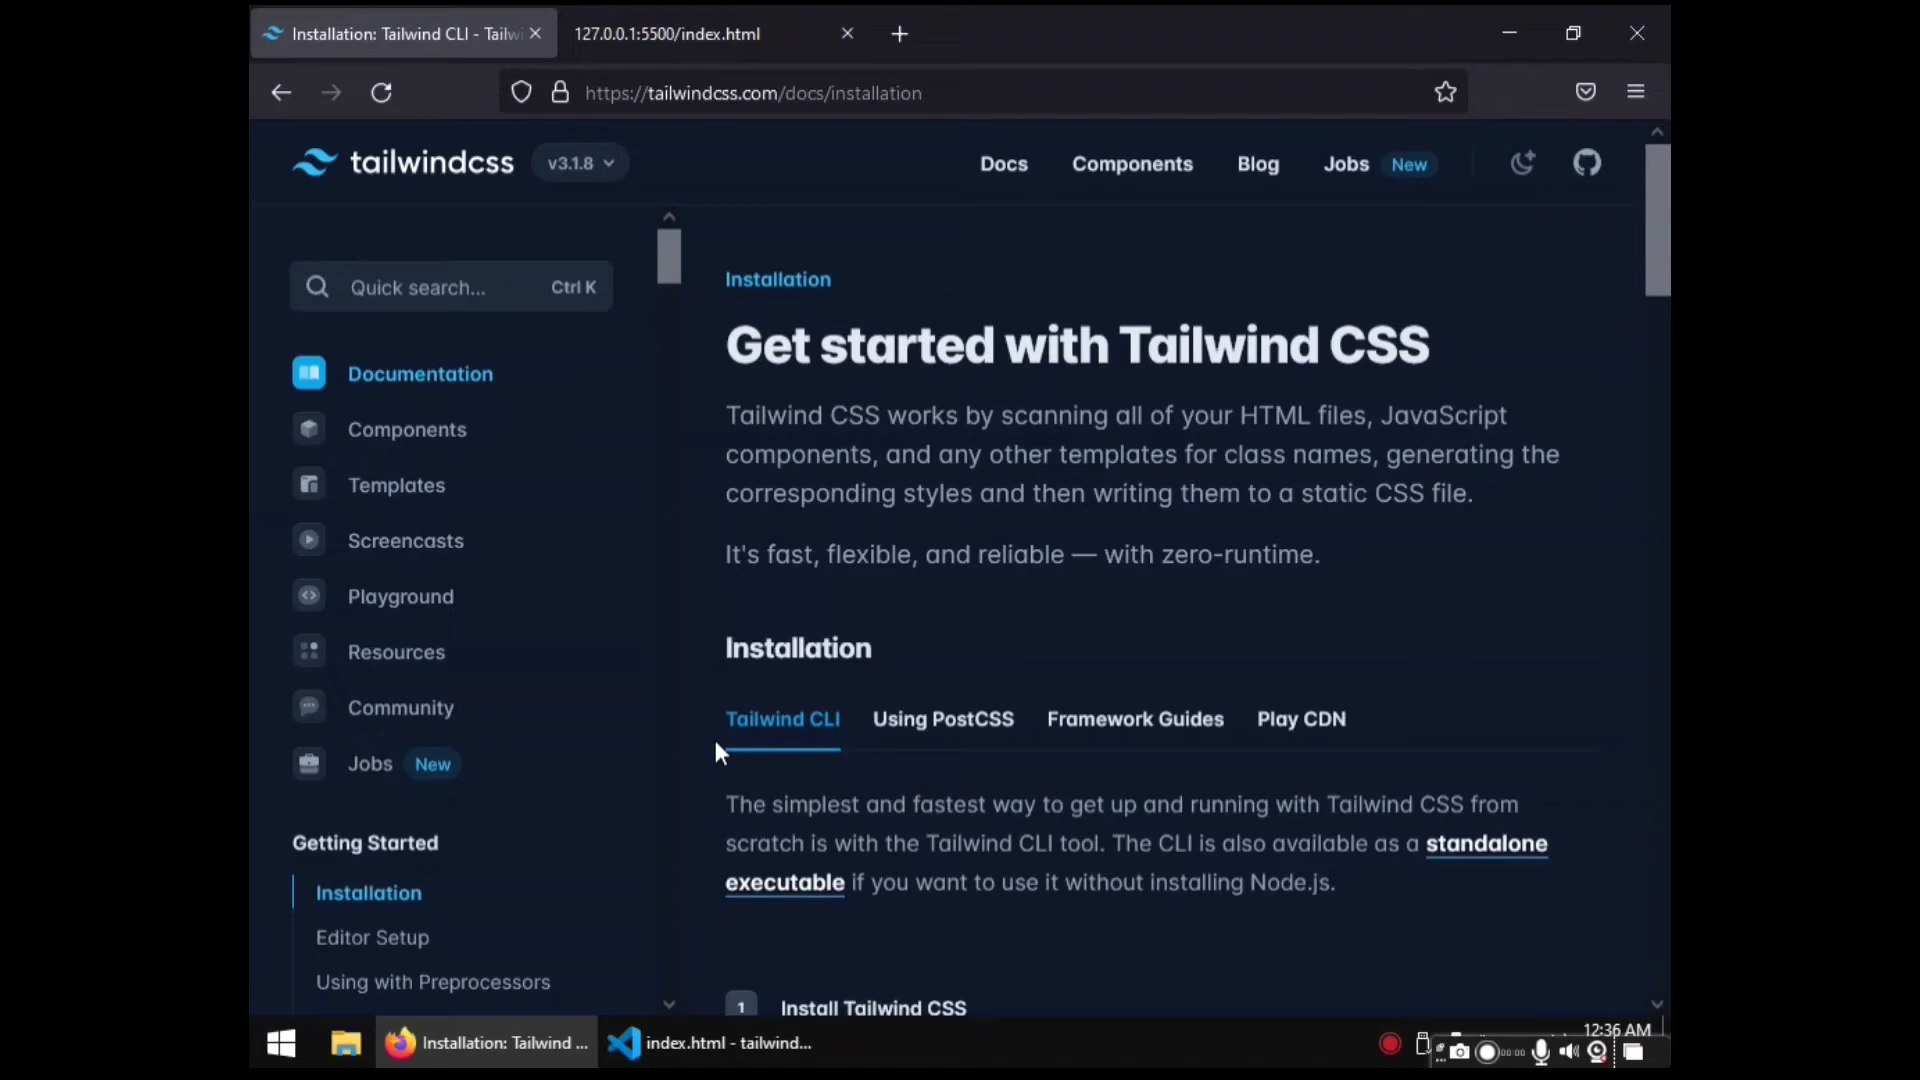 Installation: Tailwind CLI - Tailwi
127.0.0.1:5500/index.html
https://tailwindcss.com/docs/installation
tailwindcss
v3.1.8
Docs
Components
Blog
Jobs
New
Quick search...
Ctrl K
Documentation
Components
Templates
Screencasts
Playground
Resources
Community
Jobs
New
Getting Started
Installation
Editor Setup
Using with Preprocessors
Installation
Get started with Tailwind CSS
Tailwind CSS works by scanning all of your HTML files, JavaScript
components, and any other templates for class names, generating the
corresponding styles and then writing them to a static CSS file.
It's fast, flexible, and reliable — with zero-runtime.
Installation
Tailwind CLI
Using PostCSS
Framework Guides
Play CDN
The simplest and fastest way to get up and running with Tailwind CSS from
scratch is with the Tailwind CLI tool. The CLI is also available as a standalone
executable if you want to use it without installing Node.js.
1
Install Tailwind CSS
Installation: Tailwind ...
index.html - tailwind...
12:36 AM
00:00